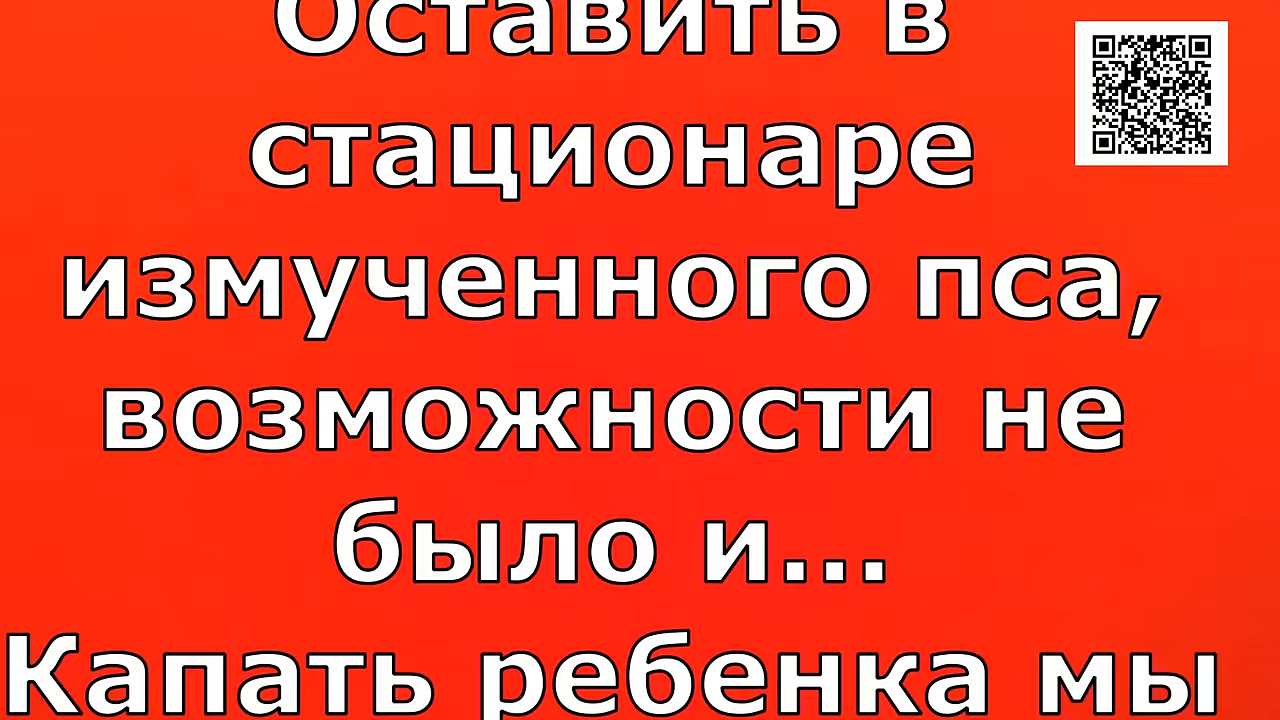 Оставить в
стационаре
измученного пса,
возможности не
было и...
Капать ребенка мы